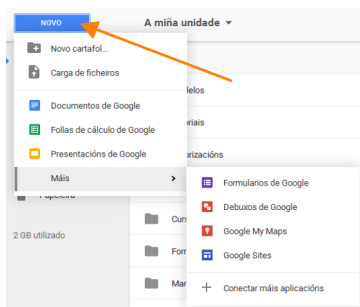 NOVO
A miña unidade
Novo cartafol...
Carga de ficheiros
Documentos de Google
Follas de cálculo de Google
Presentacións de Google
Máis
Formularios de Google
Debuxos de Google
Google My Maps
Google Sites
Conectar máis aplicacións
2 GB utilizado